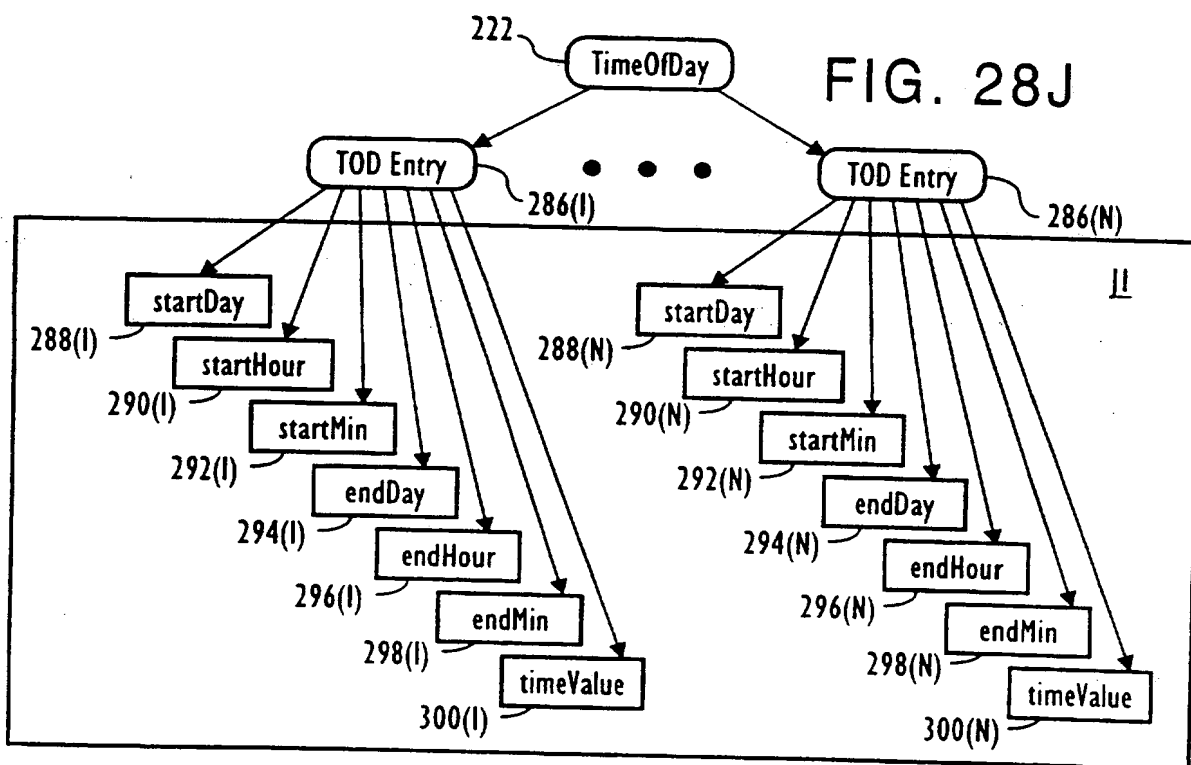 222
TimeOfDay
FIG. 28J
TOD Entry
286(I)
TOD Entry
286(N)
startDay
288(I)
startHour
290(I)
startMin
292(I)
endDay
294(I)
endHour
296(I)
endMin
298(I)
timeValue
300(I)
startDay
288(N)
startHour
290(N)
startMin
292(N)
endDay
294(N)
endHour
296(N)
endMin
298(N)
timeValue
300(N)